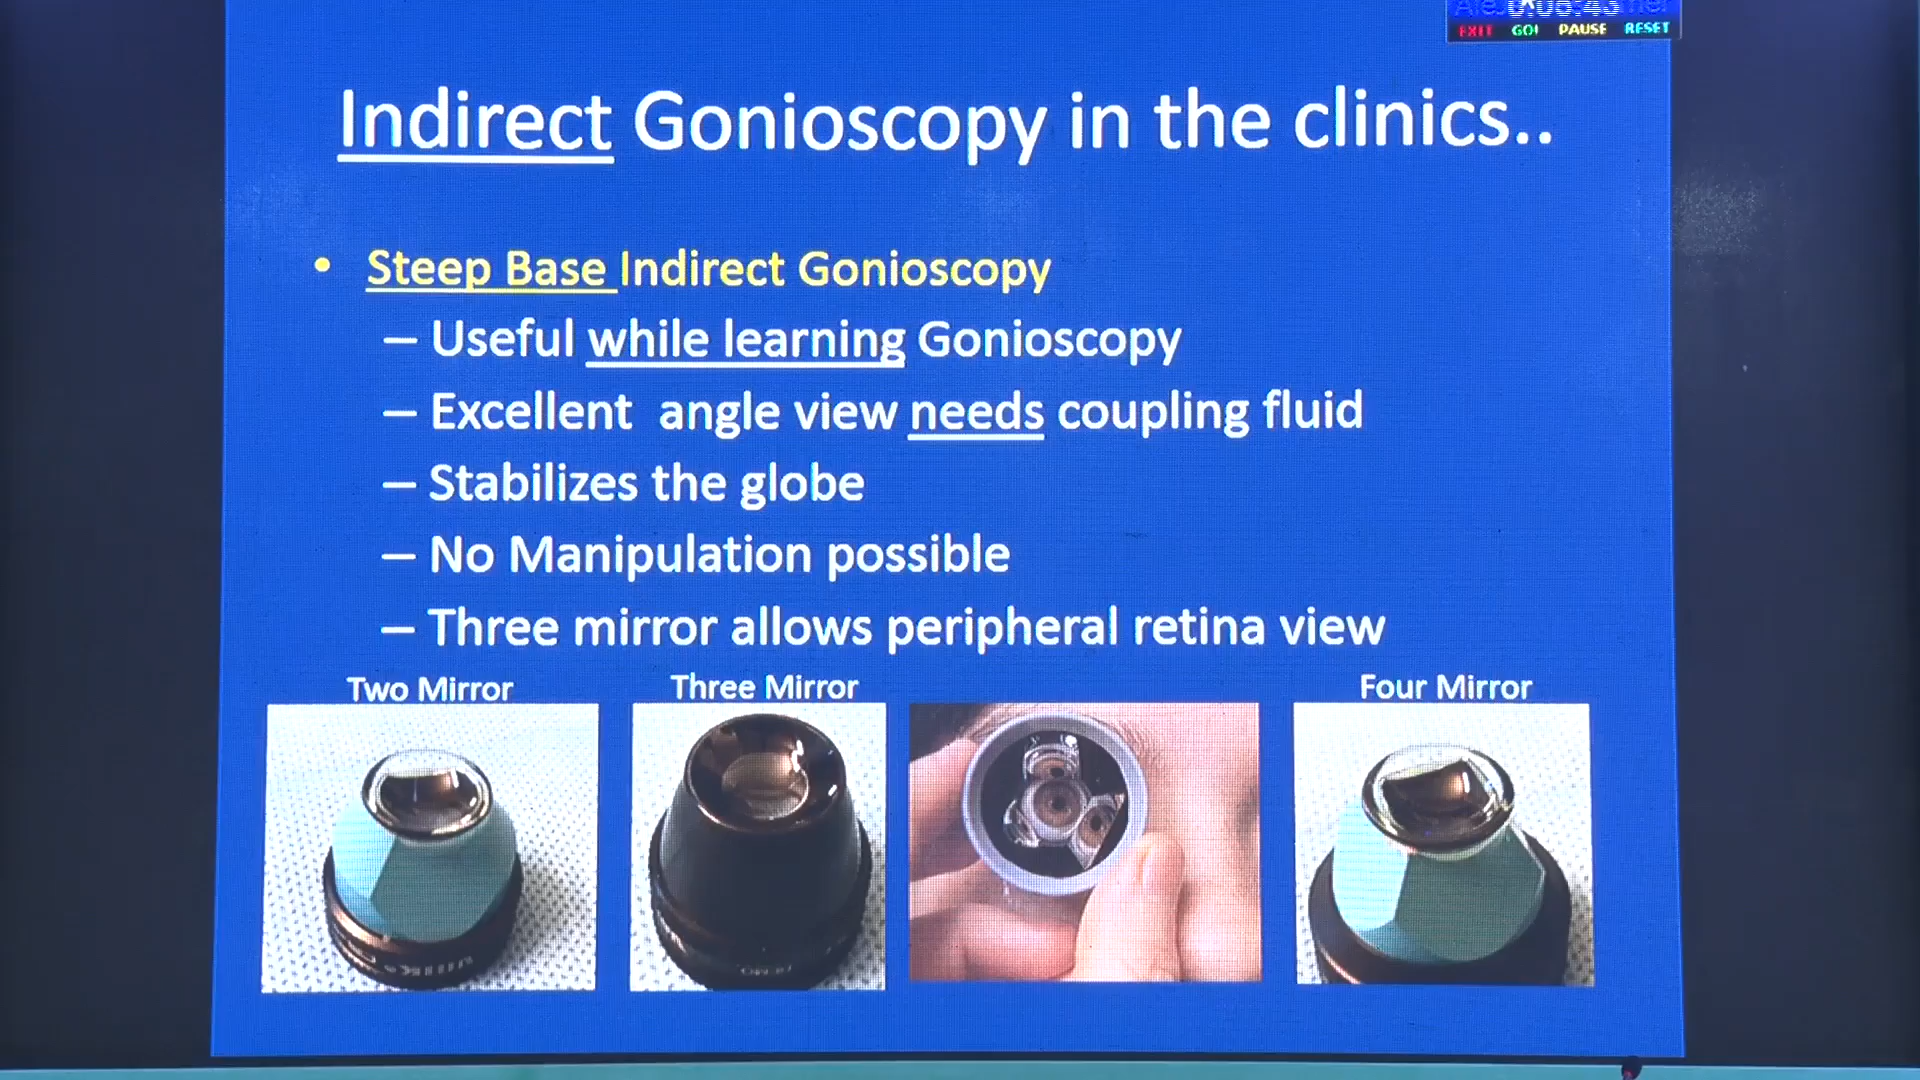 EXIT GO! PAUSE RESET
Indirect Gonioscopy in the clinics..
• Steep Base Indirect Gonioscopy
– Useful while learning Gonioscopy
– Excellent angle view needs coupling fluid
– Stabilizes the globe
– No Manipulation possible
– Three mirror allows peripheral retina view
Two Mirror
Three Mirror
Four Mirror